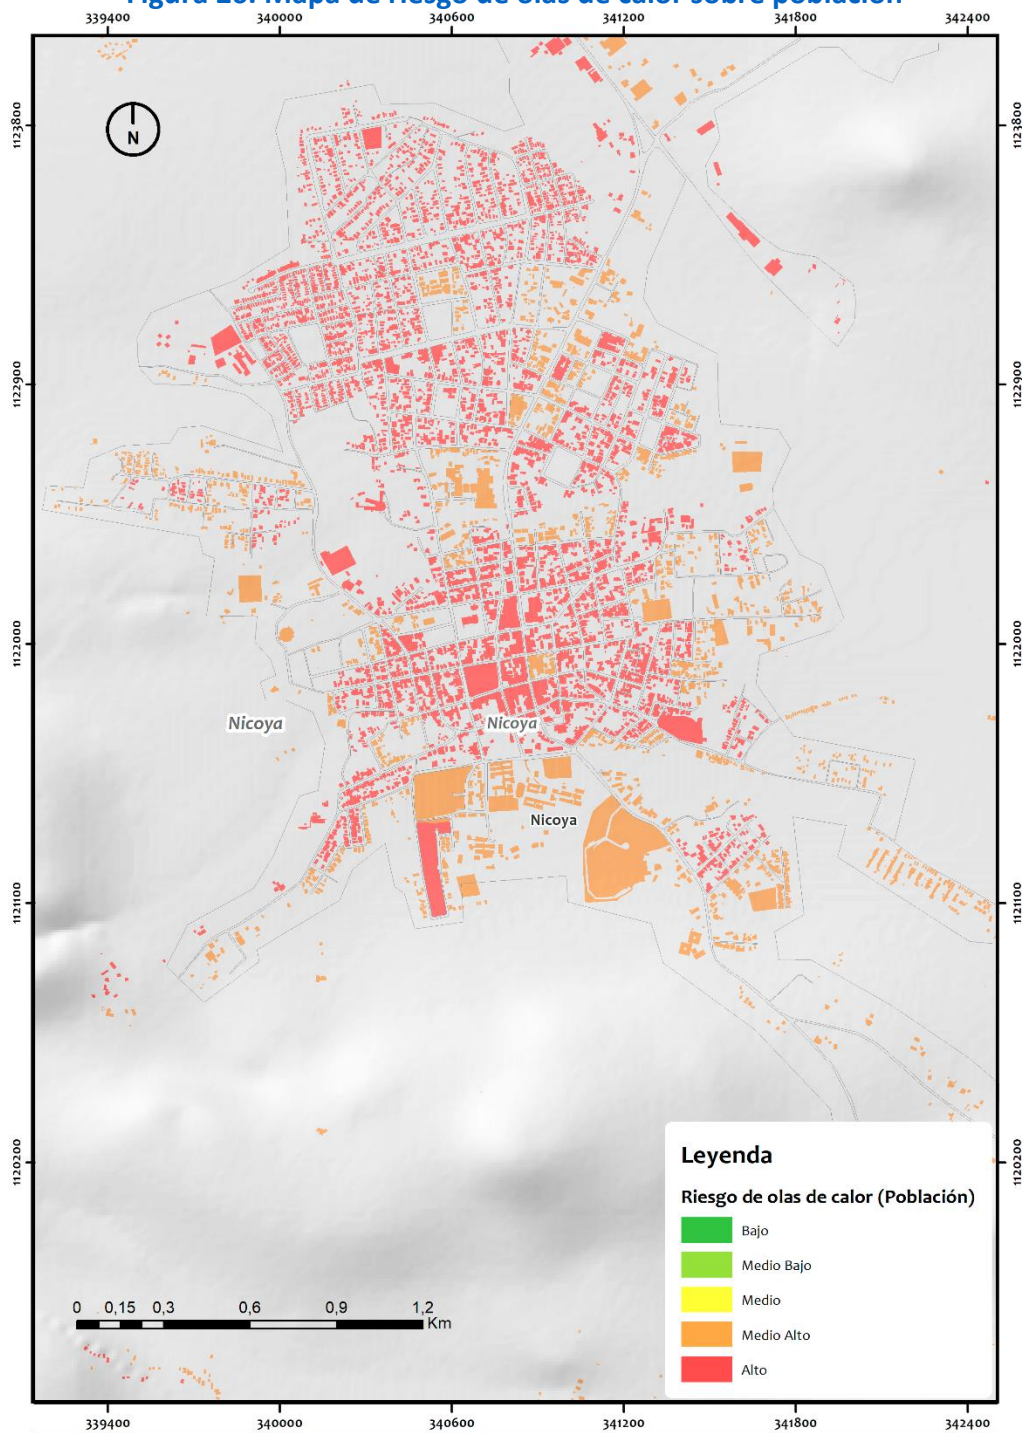 Figura 26. Mapa de riesgo de olas de calor sobre población
339400 340000 340600 341200 341800 342400
1123800 1123800
N
1122900 1122900
1122000 1122000
Nicoya Nicoya
Nicoya
1121100 1121100
1120200 1120200
Leyenda
Riesgo de olas de calor (Población)
Bajo
Medio Bajo
Medio
Medio Alto
Alto
0 0,15 0,3 0,6 0,9 1,2
Km
339400 340000 340600 341200 341800 342400